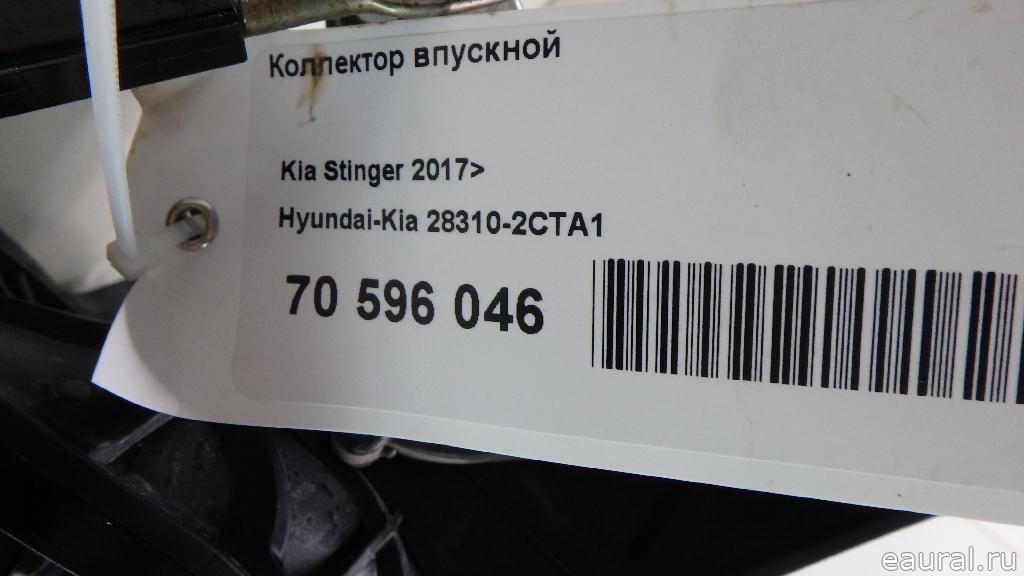 Коллектор впускной
Kia Stinger 2017>
Hyundai-Kia 28310-2CTA1
70 596 046
eaural.ru